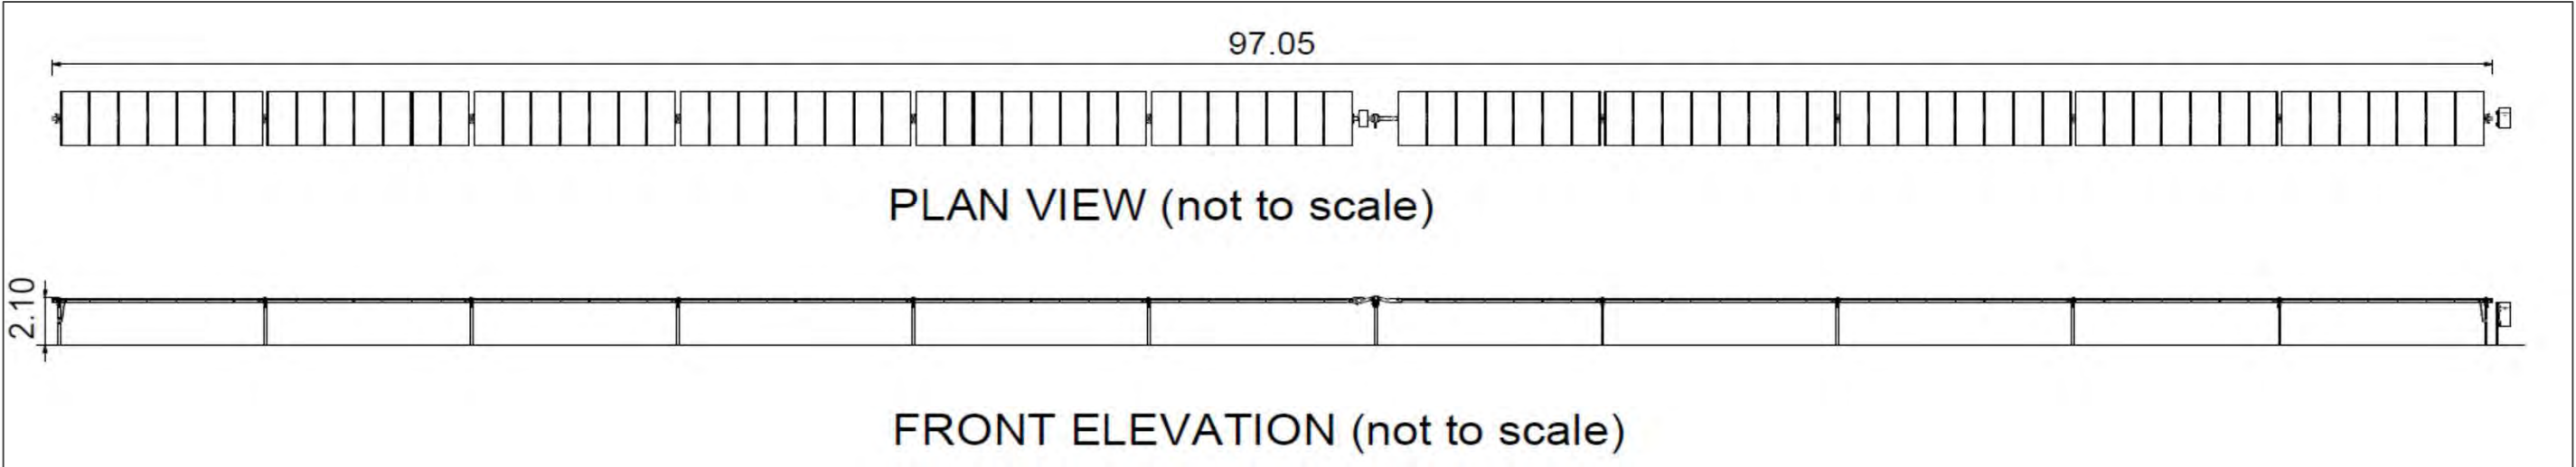 97.05
PLAN VIEW (not to scale)
2.10
FRONT ELEVATION (not to scale)